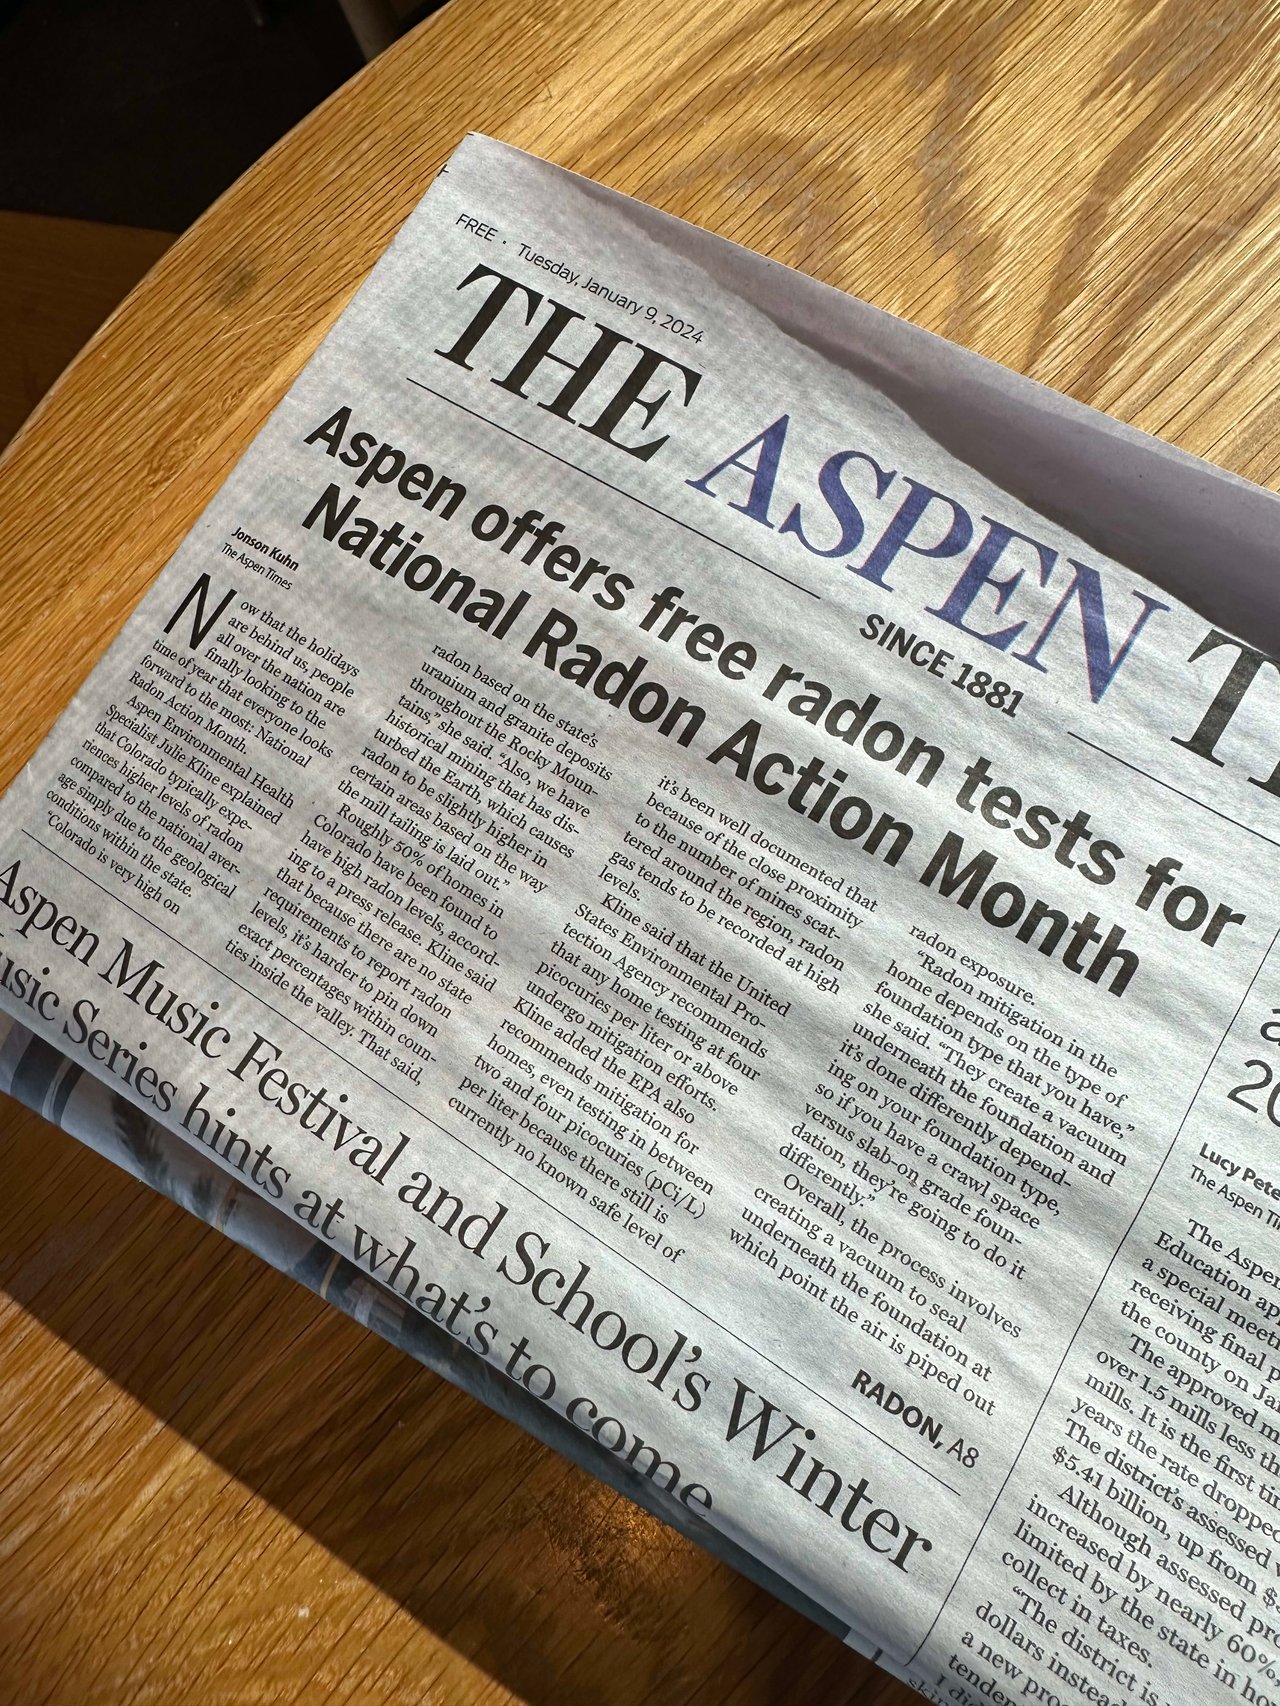 FREE · Tuesday, January 9, 2024
THE ASPEN
SINCE 1881
Aspen offers free radon tests for
National Radon Action Month
Jonson Kuhn
The Aspen Times
Now that the holidays
are behind us, people
all over the nation are
finally looking to the
time of year that everyone looks
forward to the most: National
Radon Action Month.
Aspen Environmental Health
Specialist Julie Kline explained
that Colorado typically expe-
riences higher levels of radon
compared to the national aver-
age simply due to the geological
conditions within the state.
“Colorado is very high on
radon based on the state’s
uranium and granite deposits
throughout the Rocky Moun-
tains,” she said. “Also, we have
historical mining that has dis-
turbed the Earth, which causes
radon to be slightly higher in
certain areas based on the way
the mill tailing is laid out.”
Roughly 50% of homes in
Colorado have been found to
have high radon levels, accord-
ing to a press release. Kline said
that because there are no state
requirements to report radon
levels, it’s harder to pin down
exact percentages within coun-
ties inside the valley. That said,
it’s been well documented that
because of the close proximity
to the number of mines scat-
tered around the region, radon
gas tends to be recorded at high
levels.
Kline said that the United
States Environmental Pro-
tection Agency recommends
that any home testing at four
picocuries per liter or above
undergo mitigation efforts.
Kline added the EPA also
recommends mitigation for
homes, even testing in between
two and four picocuries (pCi/L)
per liter because there still is
currently no known safe level of
radon exposure.
“Radon mitigation in the
home depends on the type of
foundation type that you have,”
she said. “They create a vacuum
underneath the foundation and
it’s done differently depend-
ing on your foundation type,
so if you have a crawl space
versus slab-on grade foun-
dation, they’re going to do it
differently.”
Overall, the process involves
creating a vacuum to seal
underneath the foundation at
which point the air is piped out
RADON, A8
Aspen Music Festival and School’s Winter
Series hints at what’s to come
Lucy
The Aspen
The
Education
a special
receiving final
the county on
The approved
mills. It is the first
over 1.5 mills less
years the rate dropped
The district’s assessed
$5.41 billion, up from
Although assessed
increased by nearly 60%
limited by the state in
collect in taxes.
“The district is
dollars
a new